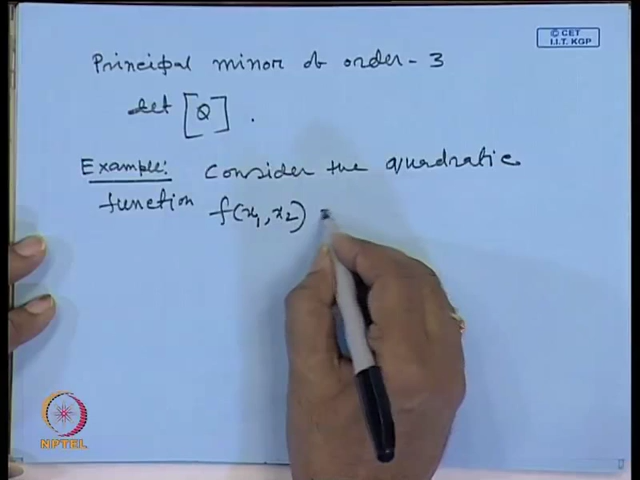 © CET
I.I.T. KGP
Principal minor of order - 3
det [Q] .
Example: Consider the quadratic
function f(x₁, x₂)
NPTEL